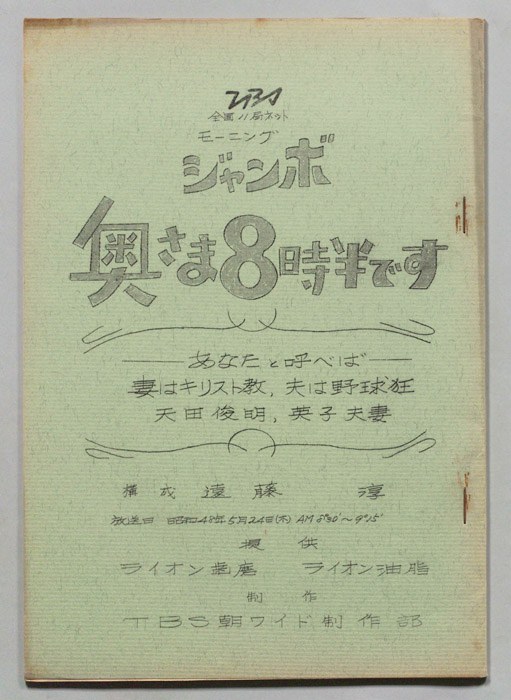 TBS
全国11局ネット
モーニング
ジャンボ
奥さま8時半です
あなたと呼べば
妻はキリスト教,夫は野球狂
天田俊明,英子夫妻
構成 遠藤 淳
放送日 昭和48年5月24日(木) AM8°30′~9°15′
提供
ライオン歯磨 ライオン油脂
制作
TBS朝ワイド制作部